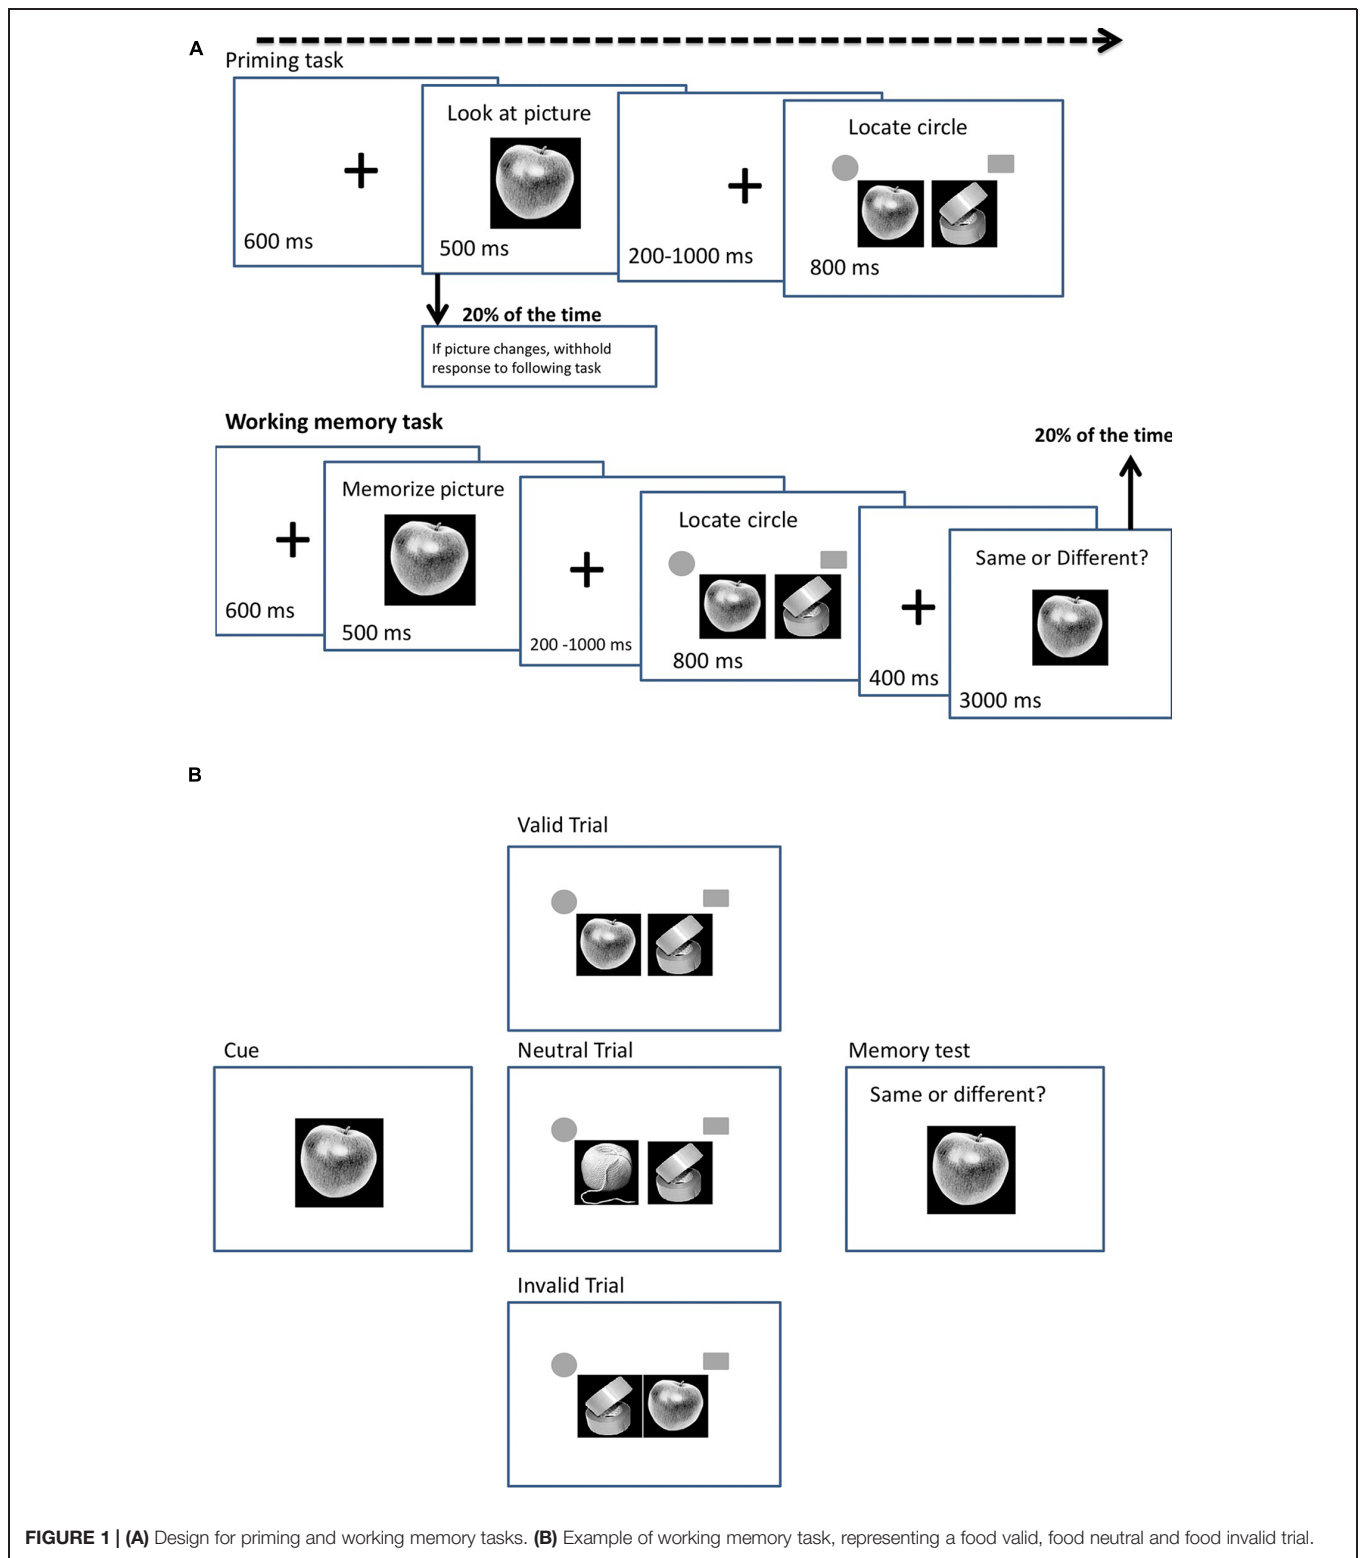 A
Priming task
Look at picture
Locate circle
600 ms
500 ms
200-1000 ms
800 ms
20% of the time
If picture changes, withhold
response to following task
Working memory task
20% of the time
Memorize picture
Locate circle
Same or Different?
600 ms
500 ms
200 -1000 ms
800 ms
400 ms
3000 ms
B
Valid Trial
Cue
Neutral Trial
Memory test
Same or different?
Invalid Trial
FIGURE 1 | (A) Design for priming and working memory tasks. (B) Example of working memory task, representing a food valid, food neutral and food invalid trial.